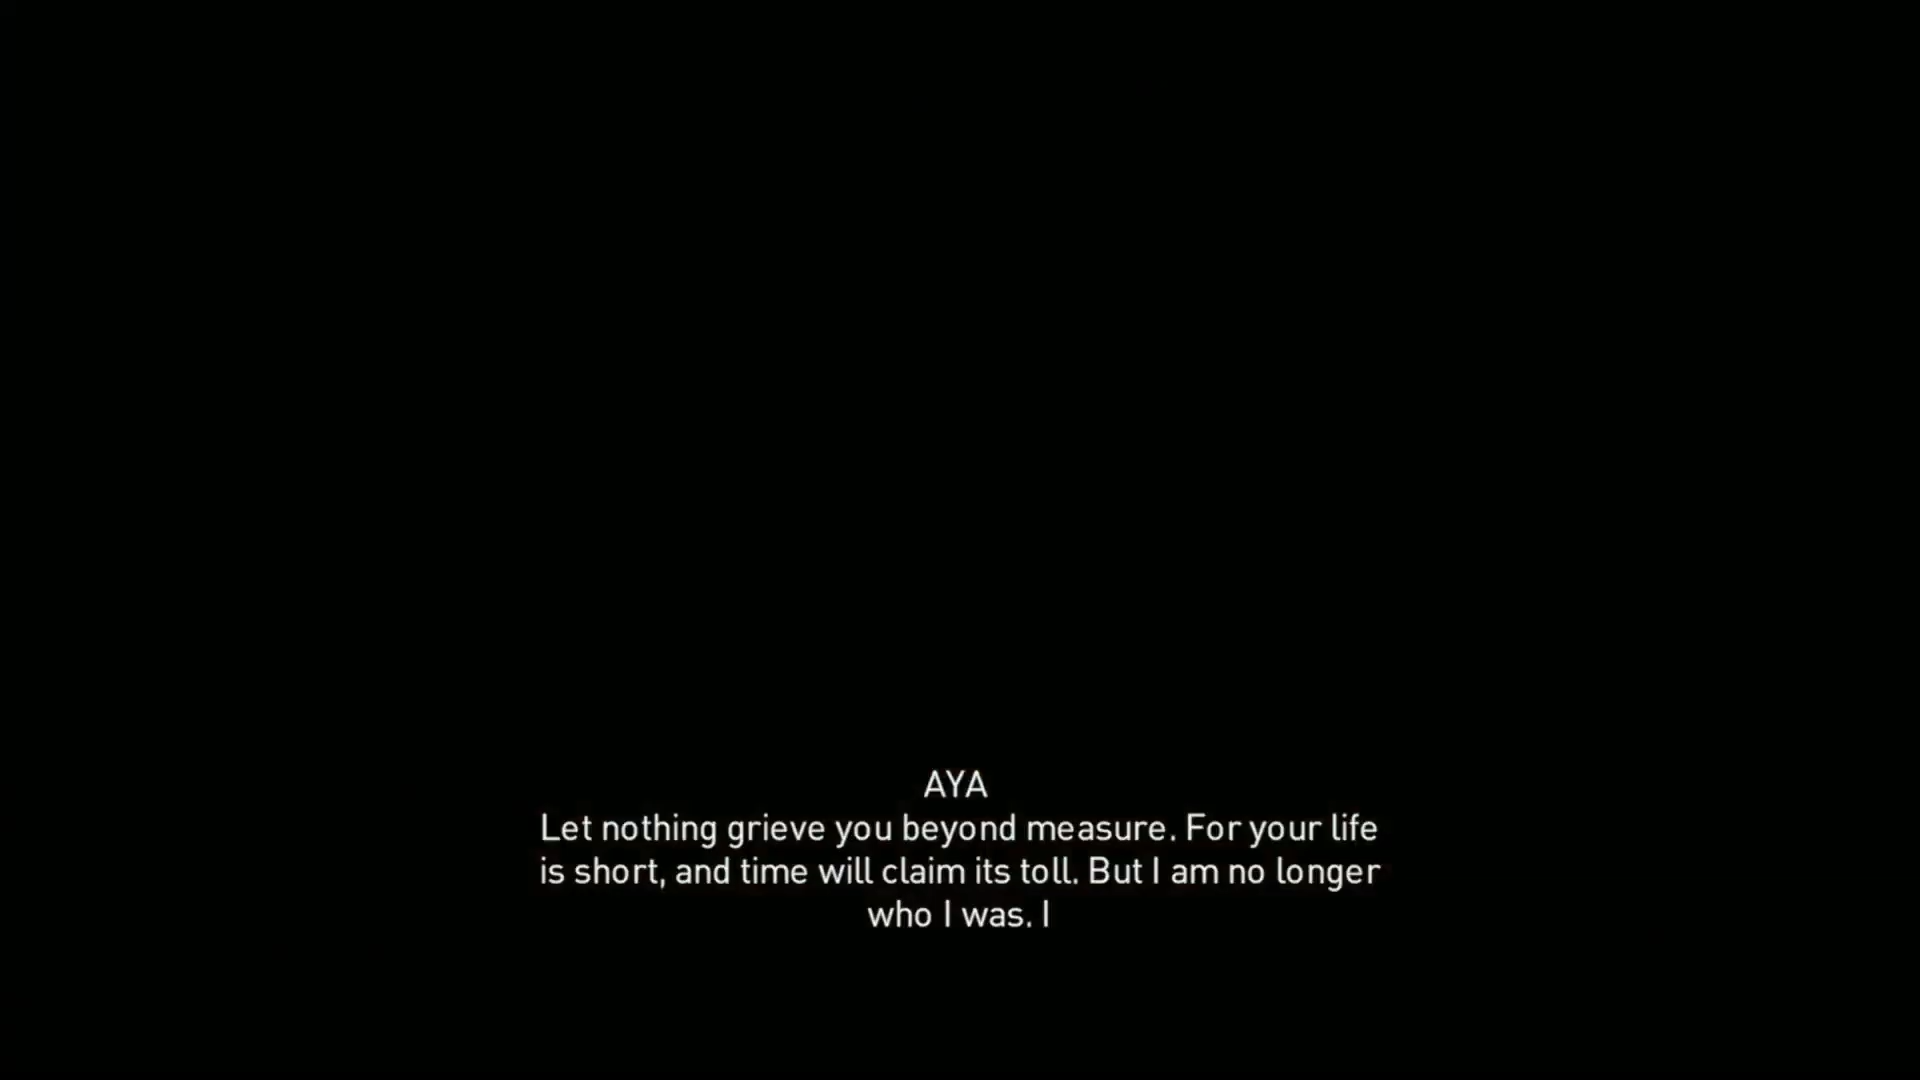 AYA
Let nothing grieve you beyond measure. For your life
is short, and time will claim its toll. But I am no longer
who I was. I